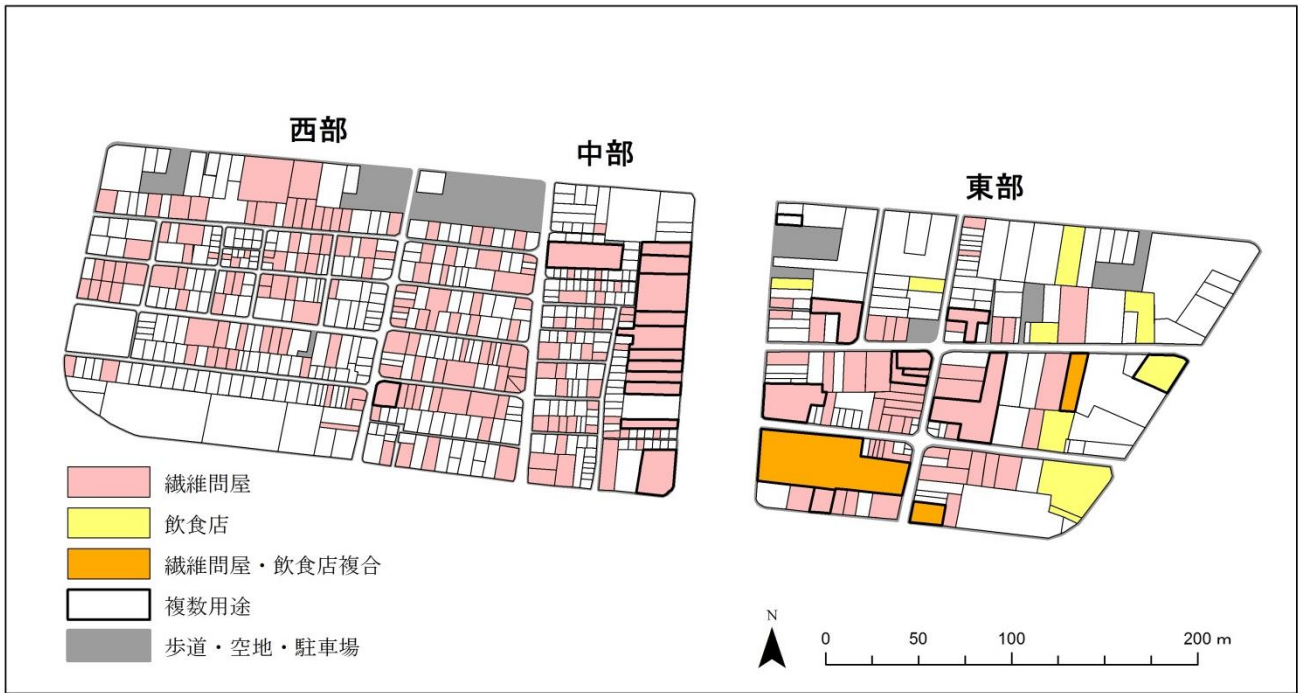 西部
中部
東部
繊維問屋
飲食店
繊維問屋・飲食店複合
複数用途
歩道・空地・駐車場
N
0 50 100 200 m